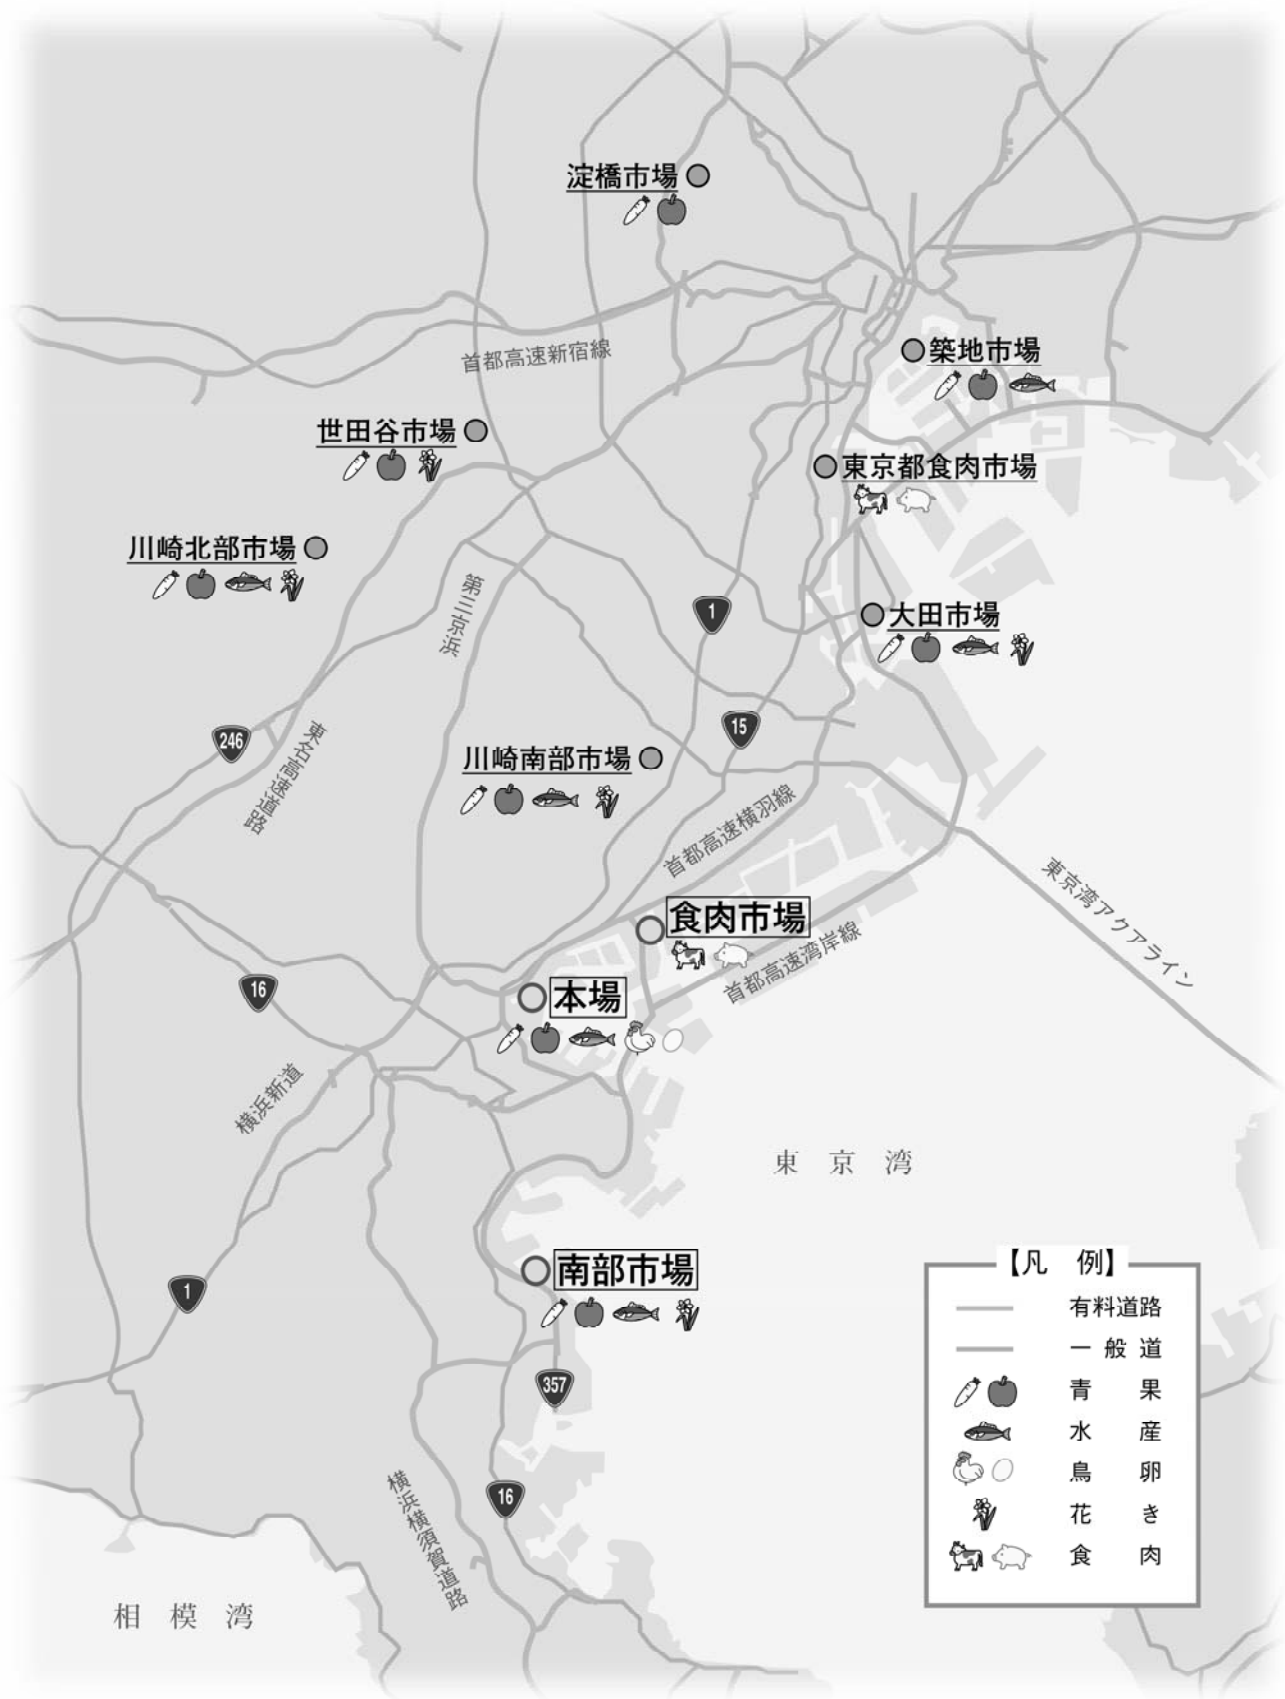 淀橋市場
築地市場
首都高速新宿線
世田谷市場
東京都食肉市場
川崎北部市場
第三京浜
1
大田市場
246
東名高速道路
15
川崎南部市場
首都高速横羽線
東京湾アクアライン
食肉市場
首都高速湾岸線
16
本場
横浜新道
東京湾
南部市場
1
357
16
横浜横須賀道路
相模湾
【凡 例】
有料道路
一般道
青果
水産
鳥卵
花き
食肉